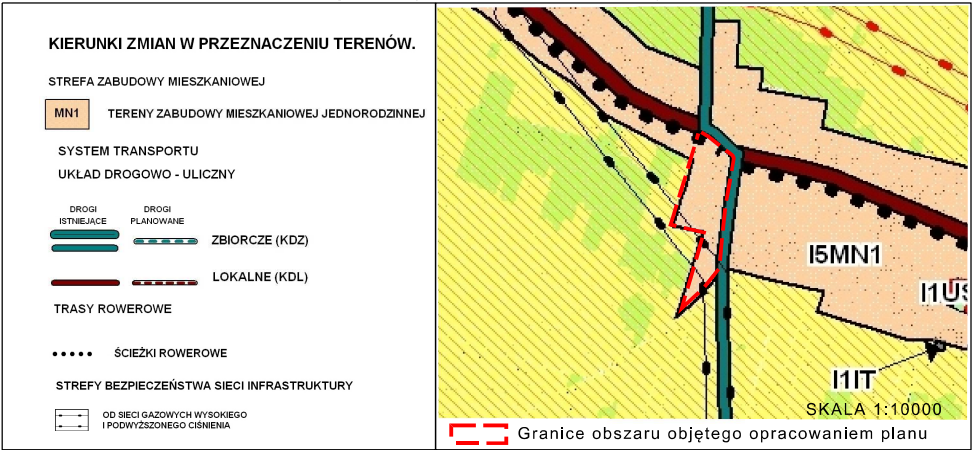 KIERUNKI ZMIAN W PRZEZNACZENIU TERENÓW.
STREFA ZABUDOWY MIESZKANIOWEJ
MN1
TERENY ZABUDOWY MIESZKANIOWEJ JEDNORODZINNEJ
SYSTEM TRANSPORTU
UKŁAD DROGOWO - ULICZNY
DROGI
ISTNIEJĄCE
DROGI
PLANOWANE
ZBIORCZE (KDZ)
LOKALNE (KDL)
TRASY ROWEROWE
ŚCIEŻKI ROWEROWE
STREFY BEZPIECZEŃSTWA SIECI INFRASTRUKTURY
OD SIECI GAZOWYCH WYSOKIEGO
I PODWYŻSZONEGO CIŚNIENIA
I5MN1
I1US
I1IT
SKALA 1:10000
Granice obszaru objętego opracowaniem planu